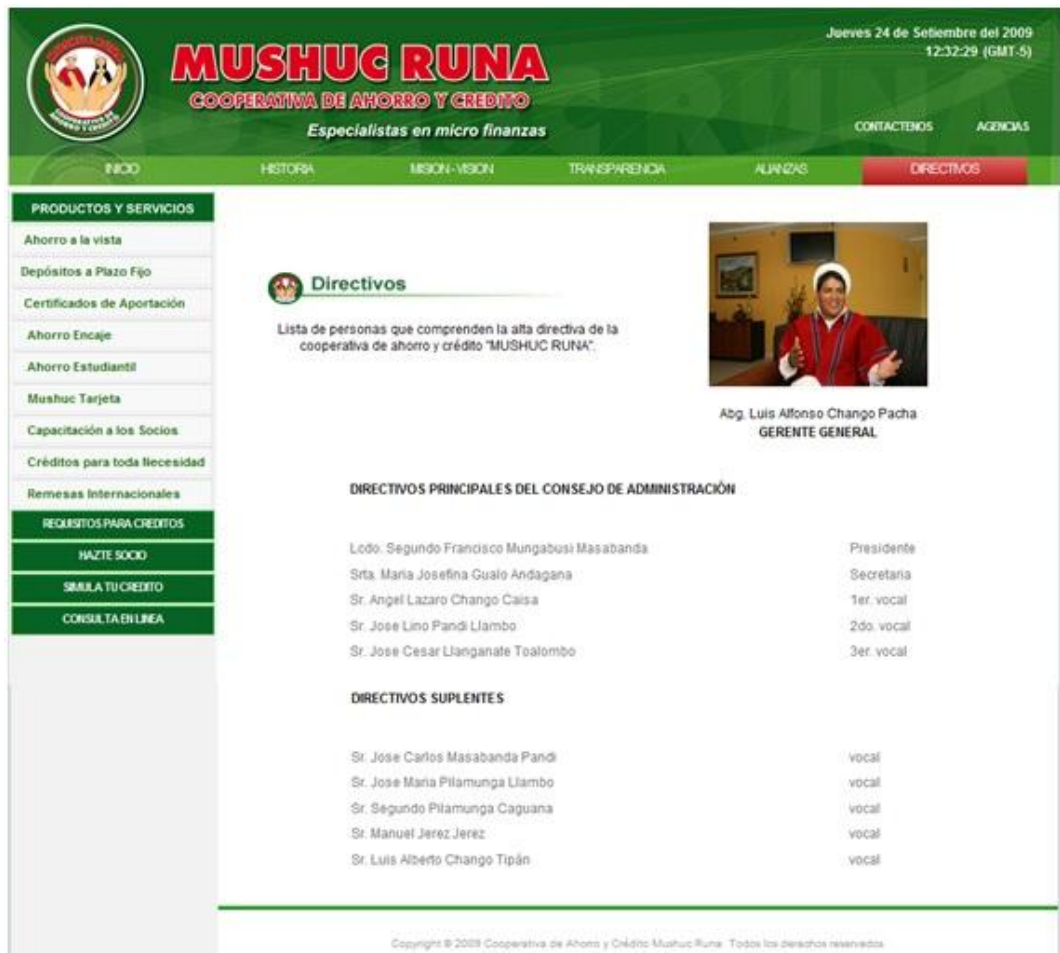 Jueves 24 de Setiembre del 2009
12:32:29 (GMT-5)
MUSHUC RUNA
COOPERATIVA DE AHORRO Y CREDITO
Especialistas en micro finanzas
CONTACTENOS AGENCIAS
INICIO HISTORIA MISION - VISION TRANSPARENCIA ALIANZAS DIRECTIVOS
PRODUCTOS Y SERVICIOS
Ahorro a la vista
Depósitos a Plazo Fijo
Certificados de Aportación
Ahorro Encaje
Ahorro Estudiantil
Mushuc Tarjeta
Capacitación a los Socios
Créditos para toda Necesidad
Remesas Internacionales
REQUISITOS PARA CREDITOS
HAZTE SOCIO
SIMULA TU CREDITO
CONSULTA EN LINEA
Directivos
Lista de personas que comprenden la alta directiva de la
cooperativa de ahorro y crédito "MUSHUC RUNA".
Abg. Luis Alfonso Chango Pacha
GERENTE GENERAL
DIRECTIVOS PRINCIPALES DEL CONSEJO DE ADMINISTRACIÓN
Lcdo. Segundo Francisco Mungabusi Masabanda Presidente
Srta. Maria Josefina Gualo Andagana Secretaria
Sr. Angel Lazaro Chango Caisa 1er. vocal
Sr. Jose Lino Pandi Llambo 2do. vocal
Sr. Jose Cesar Llanganate Toalombo 3er. vocal
DIRECTIVOS SUPLENTES
Sr. Jose Carlos Masabanda Pandi vocal
Sr. Jose Maria Pilamunga Llambo vocal
Sr. Segundo Pilamunga Caguana vocal
Sr. Manuel Jerez Jerez vocal
Sr. Luis Alberto Chango Tipán vocal
Copyright © 2009 Cooperativa de Ahorro y Crédito Mushuc Runa. Todos los derechos reservados